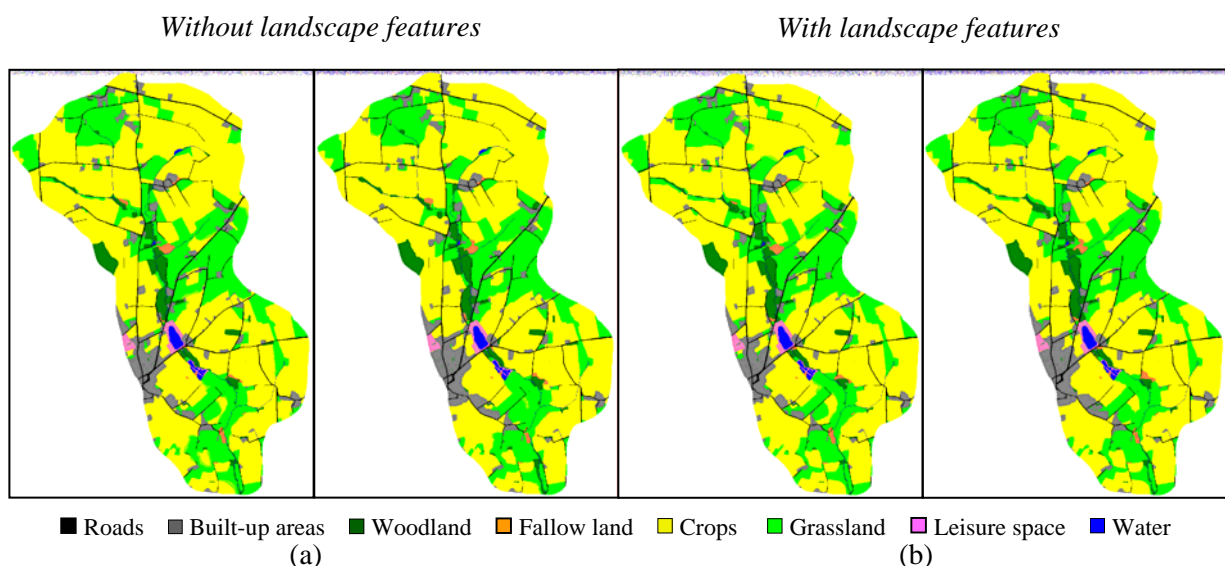 Without landscape features
With landscape features
Roads Built-up areas Woodland Fallow land Crops Grassland Leisure space Water
(a) (b)